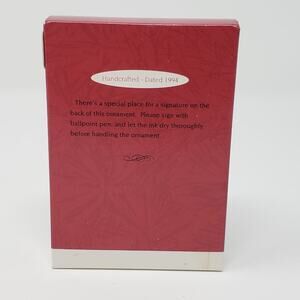 Handcrafted - Dated 1994
There's a special place for a signature on the
back of this ornament. Please sign with
ballpoint pen, and let the ink dry thoroughly
before handling the ornament.